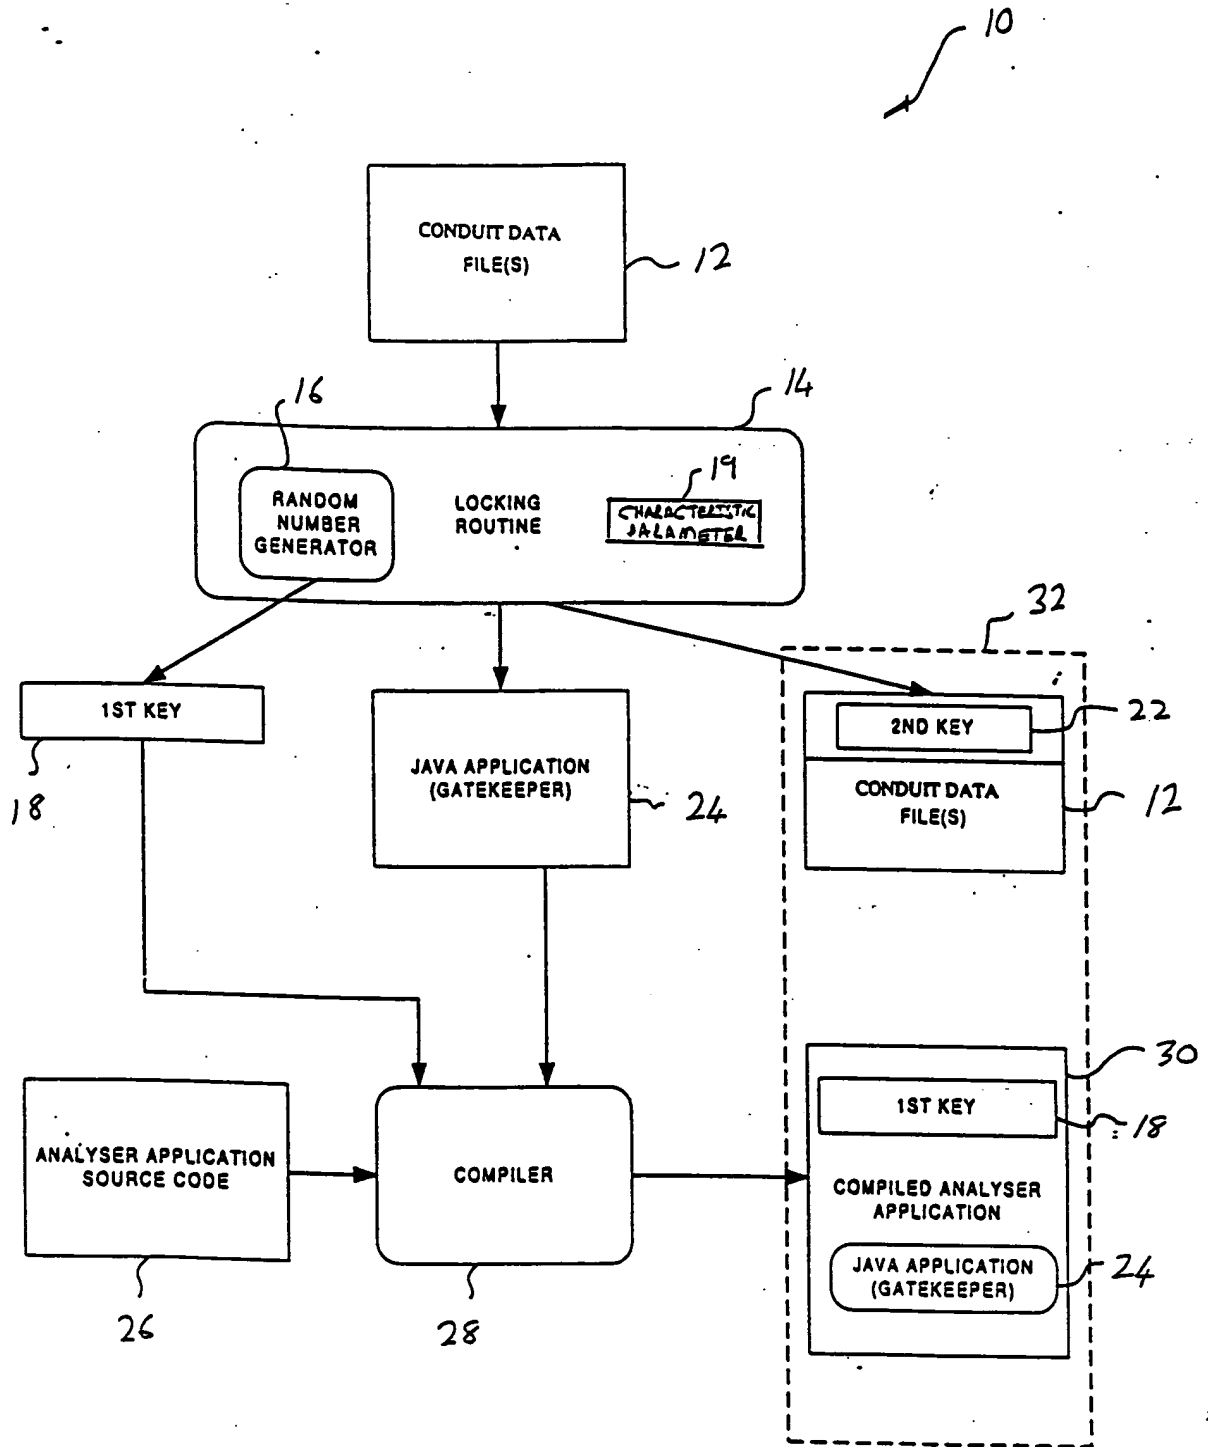 10
CONDUIT DATA
FILE(S)
12
16
14
RANDOM
NUMBER
GENERATOR
LOCKING
ROUTINE
19
CHARACTERISTIC
PARAMETER
32
1ST KEY
18
JAVA APPLICATION
(GATEKEEPER)
24
2ND KEY
22
CONDUIT DATA
FILE(S)
12
30
ANALYSER APPLICATION
SOURCE CODE
26
COMPILER
28
1ST KEY
18
COMPILED ANALYSER
APPLICATION
JAVA APPLICATION
(GATEKEEPER)
24